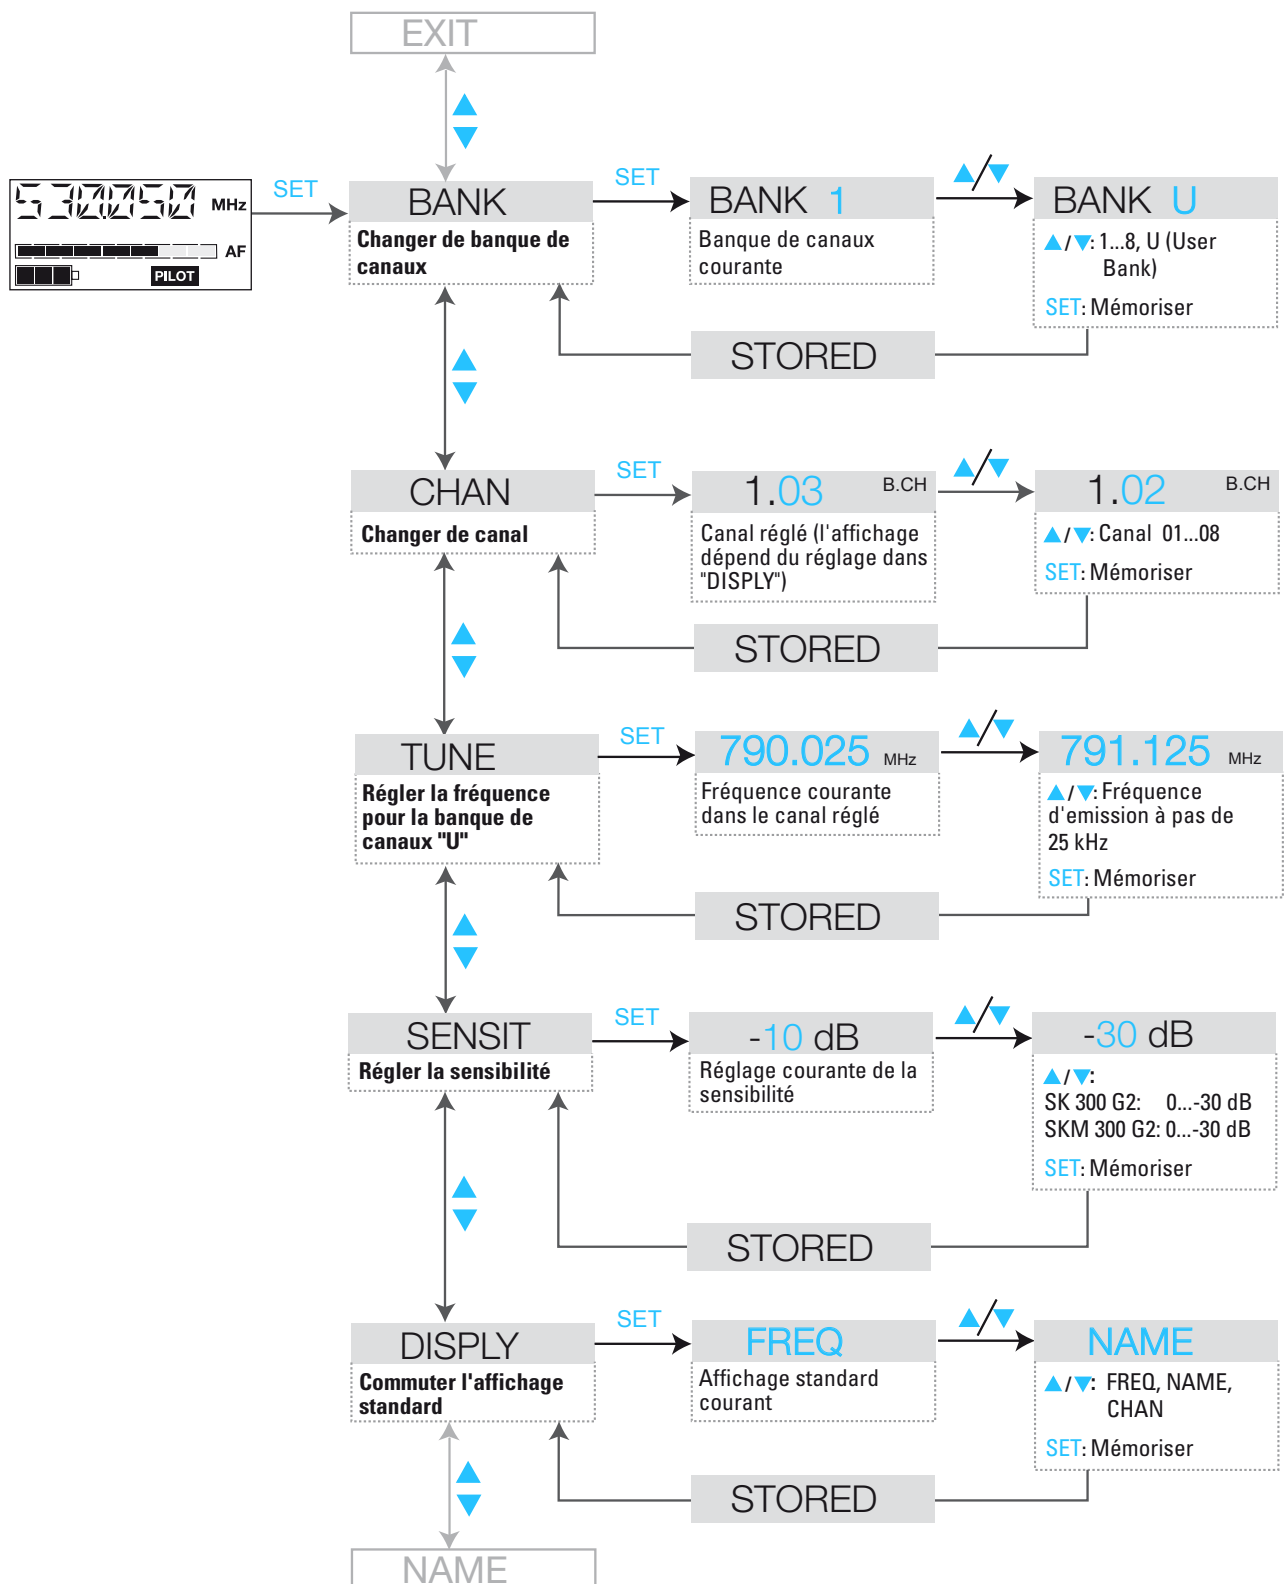 EXIT
530.050 MHz
AF
PILOT
SET
BANK
Changer de banque de
canaux
SET
BANK 1
Banque de canaux
courante
▲/▼
BANK U
▲/▼: 1...8, U (User
Bank)
SET: Mémoriser
STORED
CHAN
Changer de canal
SET
1.03 B.CH
Canal réglé (l'affichage
dépend du réglage dans
"DISPLY")
▲/▼
1.02 B.CH
▲/▼: Canal 01...08
SET: Mémoriser
STORED
TUNE
Régler la fréquence
pour la banque de
canaux "U"
SET
790.025 MHz
Fréquence courante
dans le canal réglé
▲/▼
791.125 MHz
▲/▼: Fréquence
d'emission à pas de
25 kHz
SET: Mémoriser
STORED
SENSIT
Régler la sensibilité
SET
-10 dB
Réglage courante de la
sensibilité
▲/▼
-30 dB
▲/▼:
SK 300 G2: 0...-30 dB
SKM 300 G2: 0...-30 dB
SET: Mémoriser
STORED
DISPLY
Commuter l'affichage
standard
SET
FREQ
Affichage standard
courant
▲/▼
NAME
▲/▼: FREQ, NAME,
CHAN
SET: Mémoriser
STORED
NAME